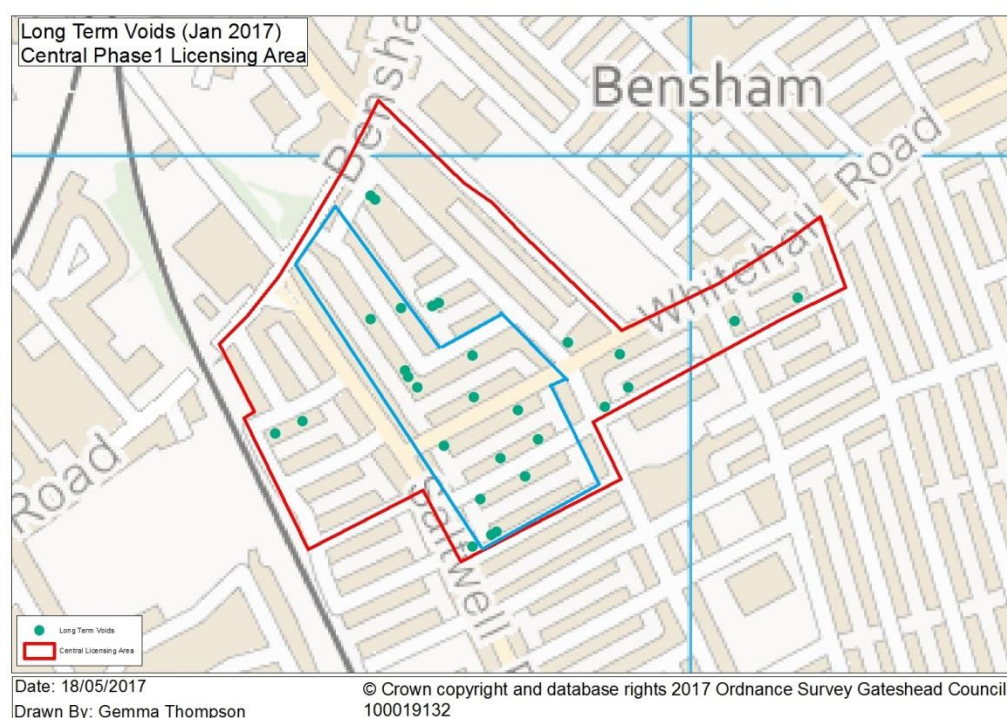 Long Term Voids (Jan 2017)
Central Phase1 Licensing Area
Bensha
Bensham
Whitehall Road
Road
Saltwell
Long Term Voids
Central Licensing Area
Date: 18/05/2017
Drawn By: Gemma Thompson
© Crown copyright and database rights 2017 Ordnance Survey Gateshead Council
100019132